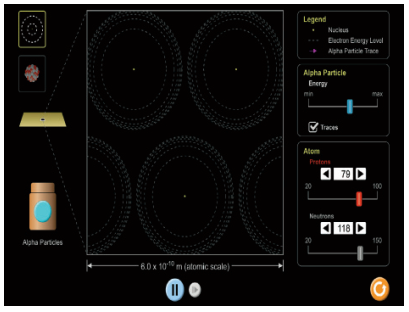 Legend
Nucleus
Electron Energy Level
Alpha Particle Trace
Alpha Particle
Energy
min max
Traces
Atom
Protons
79
20 100
Neutrons
118
20 150
Alpha Particles
6.0 x 10⁻¹⁰ m (atomic scale)